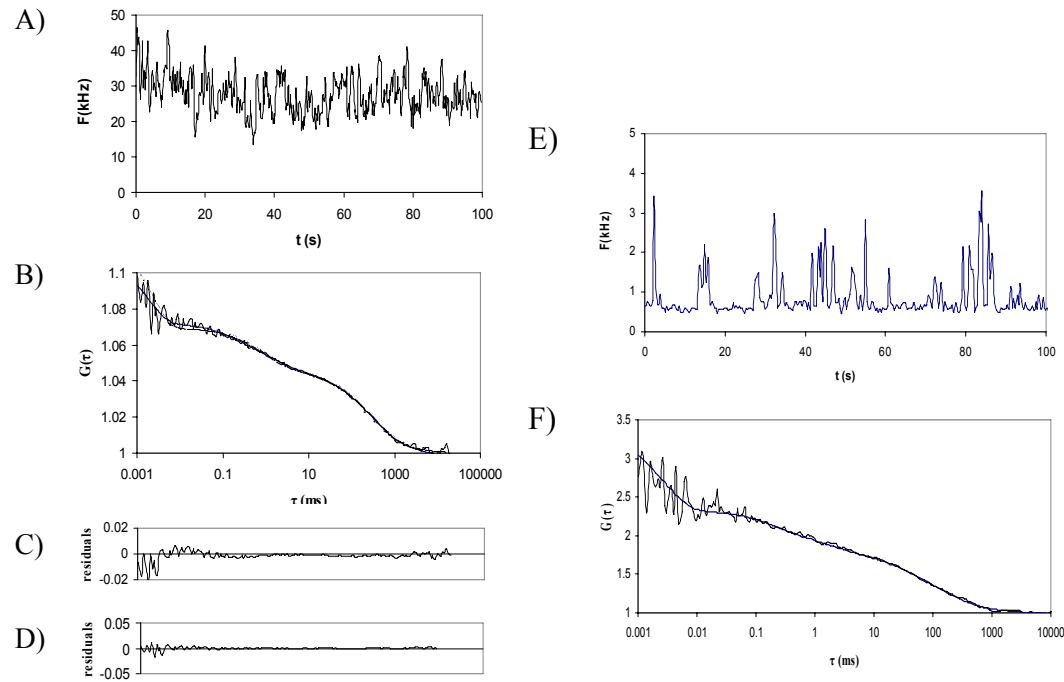 A)
50
40
30
20
10
0
F(kHz)
0 20 40 60 80 100
t (s)
B)
1.1
1.08
1.06
1.04
1.02
1
G(τ)
0.001 0.1 10 1000 100000
τ (ms)
C)
0.02
0
-0.02
residuals
D)
0.05
0
-0.05
residuals
E)
5
4
3
2
1
0
F(kHz)
0 20 40 60 80 100
t (s)
F)
3.5
3
2.5
2
1.5
1
G(τ)
0.001 0.01 0.1 1 10 100 1000 10000
τ (ms)